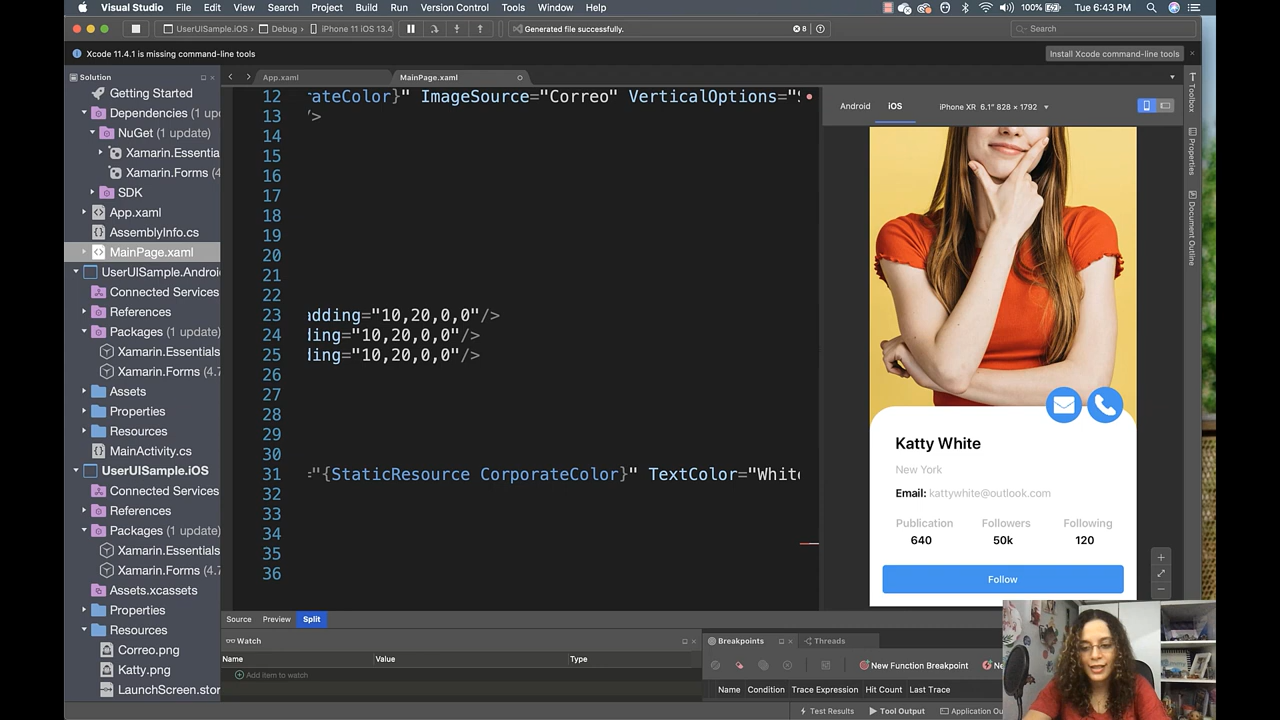 Visual Studio File Edit View Search Project Build Run Version Control Tools Window Help 100% Tue 6:43 PM
UserUISample.iOS Debug iPhone 11 iOS 13.4 Generated file successfully. 8 Search
Xcode 11.4.1 is missing command-line tools Install Xcode command-line tools
Solution App.xaml MainPage.xaml
Getting Started
Dependencies (1 upd
NuGet (1 update)
Xamarin.Essentia
Xamarin.Forms (4
SDK
App.xaml
AssemblyInfo.cs
MainPage.xaml
UserUISample.Androi
Connected Services
References
Packages (1 update)
Xamarin.Essentials
Xamarin.Forms (4.7
Assets
Properties
Resources
MainActivity.cs
UserUISample.iOS
Connected Services
References
Packages (1 update)
Xamarin.Essentials
Xamarin.Forms (4.7
Assets.xcassets
Properties
Resources
Correo.png
Katty.png
LaunchScreen.stor
12 rateColor}" ImageSource="Correo" VerticalOptions="S
13 />
14
15
16
17
18
19
20
21
22
23 adding="10,20,0,0"/>
24 ding="10,20,0,0"/>
25 ding="10,20,0,0"/>
26
27
28
29
30
31 ="{StaticResource CorporateColor}" TextColor="White
32
33
34
35
36
Android iOS iPhone XR 6.1" 828 × 1792
Katty White
New York
Email: kattywhite@outlook.com
Publication Followers Following
640 50k 120
Follow
Toolbox
Properties
Document Outline
Source Preview Split
Watch
Name Value Type
Add item to watch
Breakpoints Threads
New Function Breakpoint Ne
Name Condition Trace Expression Hit Count Last Trace
Test Results Tool Output Application Ou